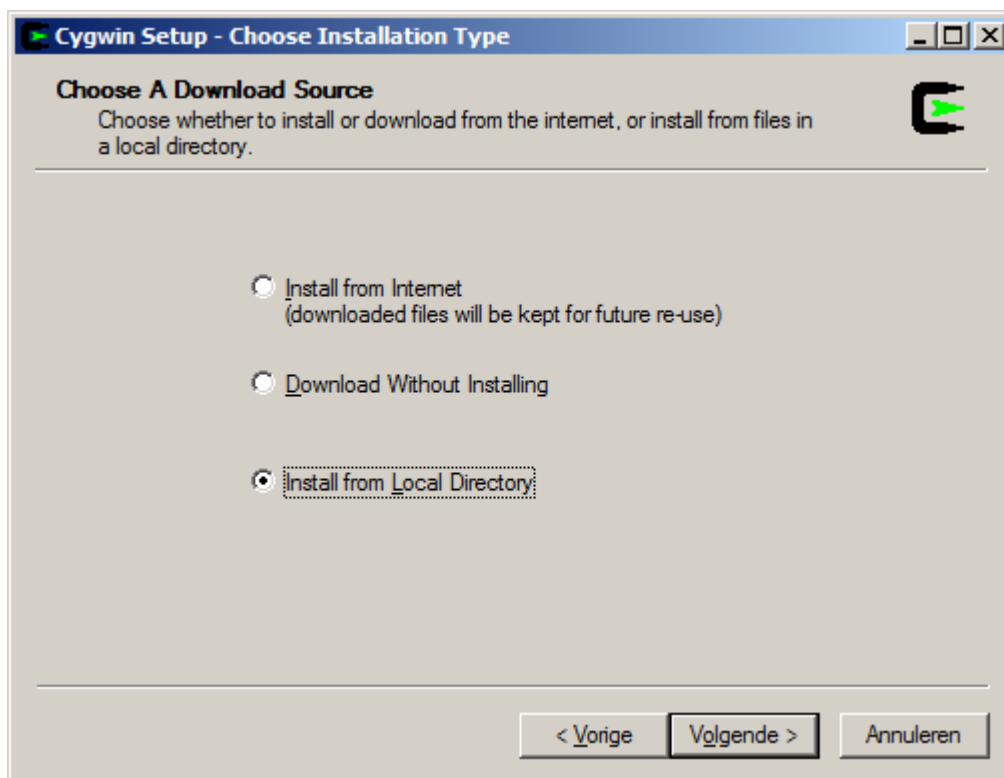 Cygwin Setup - Choose Installation Type
Choose A Download Source
Choose whether to install or download from the internet, or install from files in
a local directory.
Install from Internet
(downloaded files will be kept for future re-use)
Download Without Installing
Install from Local Directory
< Vorige
Volgende >
Annuleren